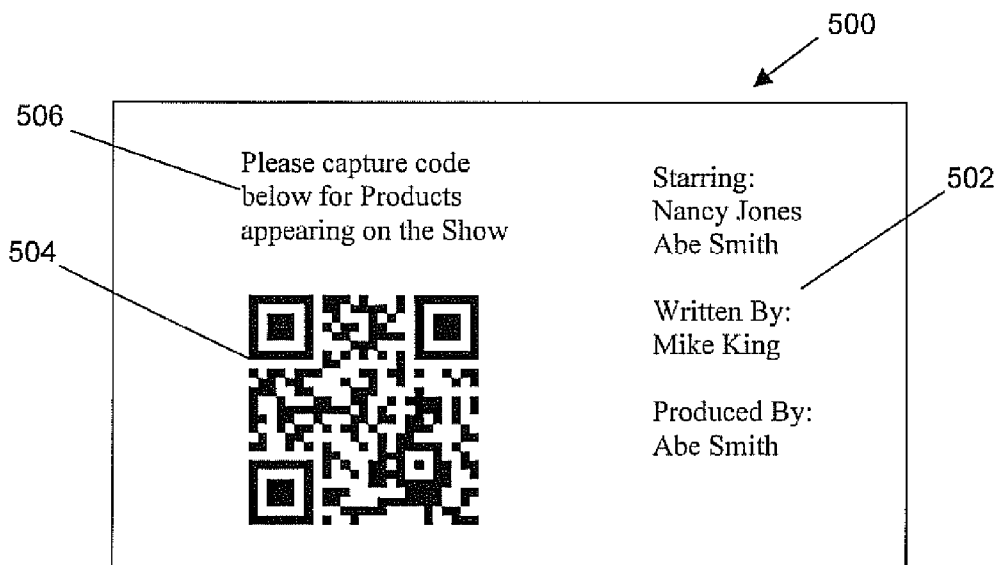 500
506
Please capture code
below for Products
appearing on the Show
504
Starring:
Nancy Jones
Abe Smith
502
Written By:
Mike King
Produced By:
Abe Smith